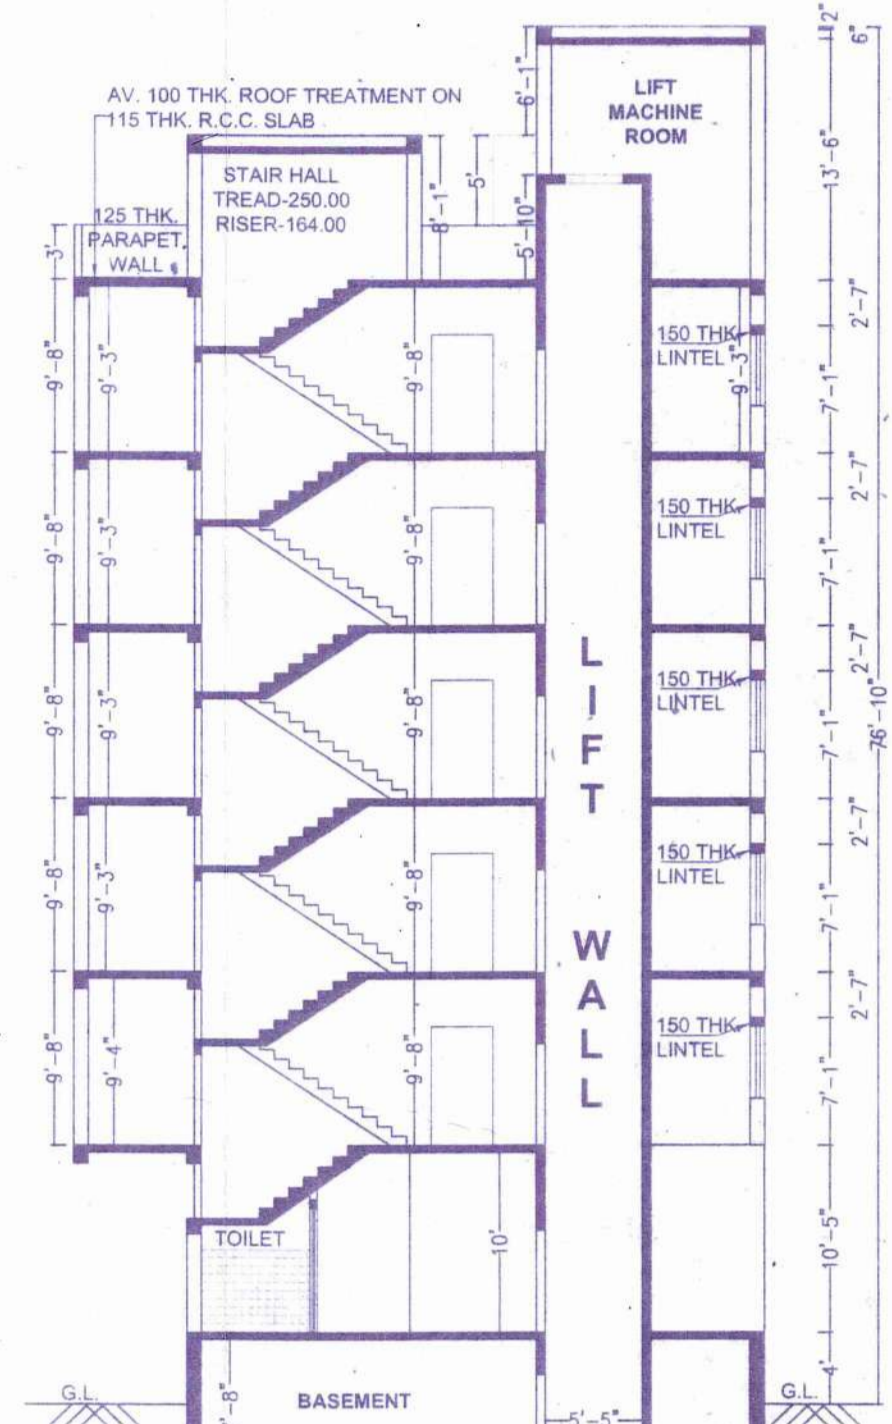 AV. 100 THK. ROOF TREATMENT ON
115 THK. R.C.C. SLAB
STAIR HALL
TREAD-250.00
RISER-164.00
125 THK.
PARAPET
WALL
LIFT
MACHINE
ROOM
2"
6"
6'-1"
13'-6"
5'
8'-1"
5'-10"
3'
9'-8"
9'-3"
9'-8"
150 THK.
LINTEL
9'-3"
2'-7"
7'-1"
9'-8"
9'-3"
9'-8"
150 THK.
LINTEL
2'-7"
7'-1"
9'-8"
9'-3"
9'-8"
150 THK.
LINTEL
2'-7"
7'-1"
76'-10"
9'-8"
9'-3"
9'-8"
150 THK.
LINTEL
2'-7"
7'-1"
9'-8"
9'-4"
9'-8"
150 THK.
LINTEL
2'-7"
7'-1"
LIFT WALL
TOILET
10'
10'-5"
4'
G.L.
'-8"
BASEMENT
5'-5"
G.L.